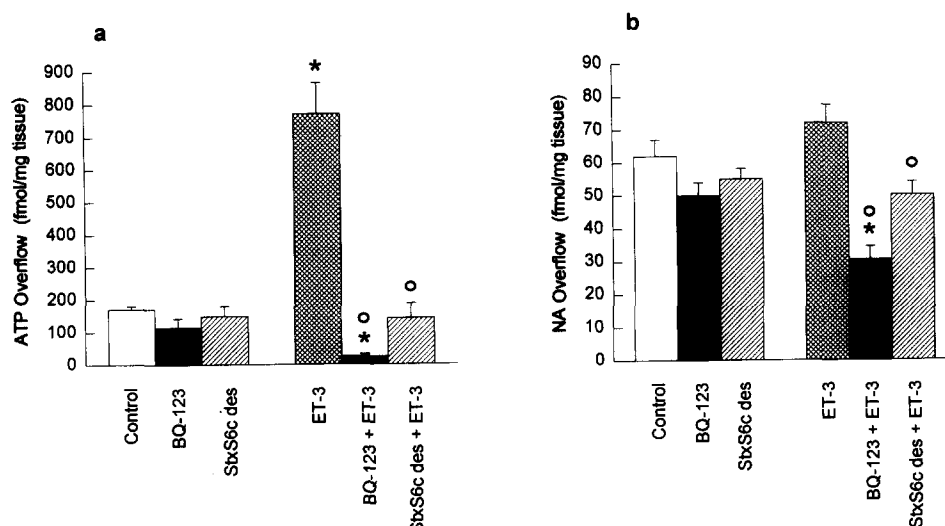 a
ATP Overflow (fmol/mg tissue)
900
800
700
600
500
400
300
200
100
0
*
o
*
o
Control
BQ-123
StxS6c des
ET-3
BQ-123 + ET-3
StxS6c des + ET-3
b
NA Overflow (fmol/mg tissue)
90
80
70
60
50
40
30
20
10
0
o
*
o
Control
BQ-123
StxS6c des
ET-3
BQ-123 + ET-3
StxS6c des + ET-3